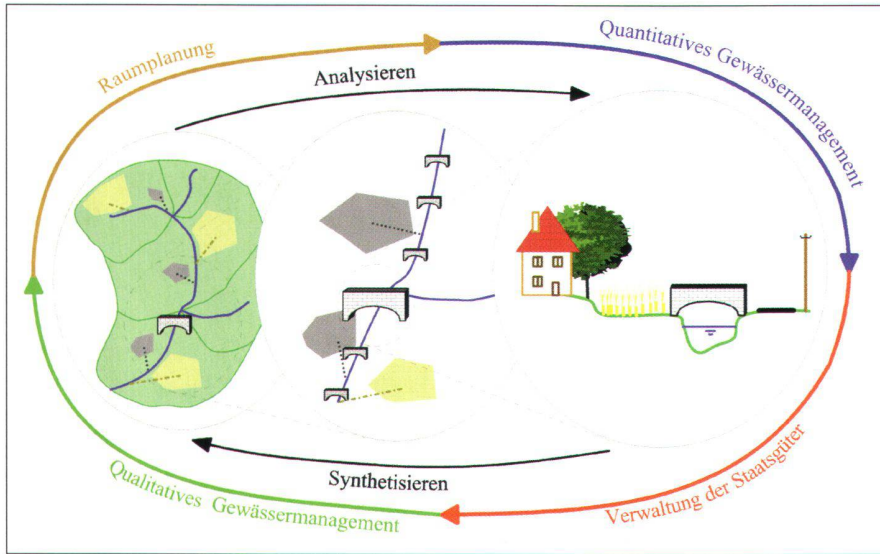 Raumplanung
Quantitatives Gewässermanagement
Analysieren
Synthetisieren
Qualitatives Gewässermanagement
Verwaltung der Staatsgüter